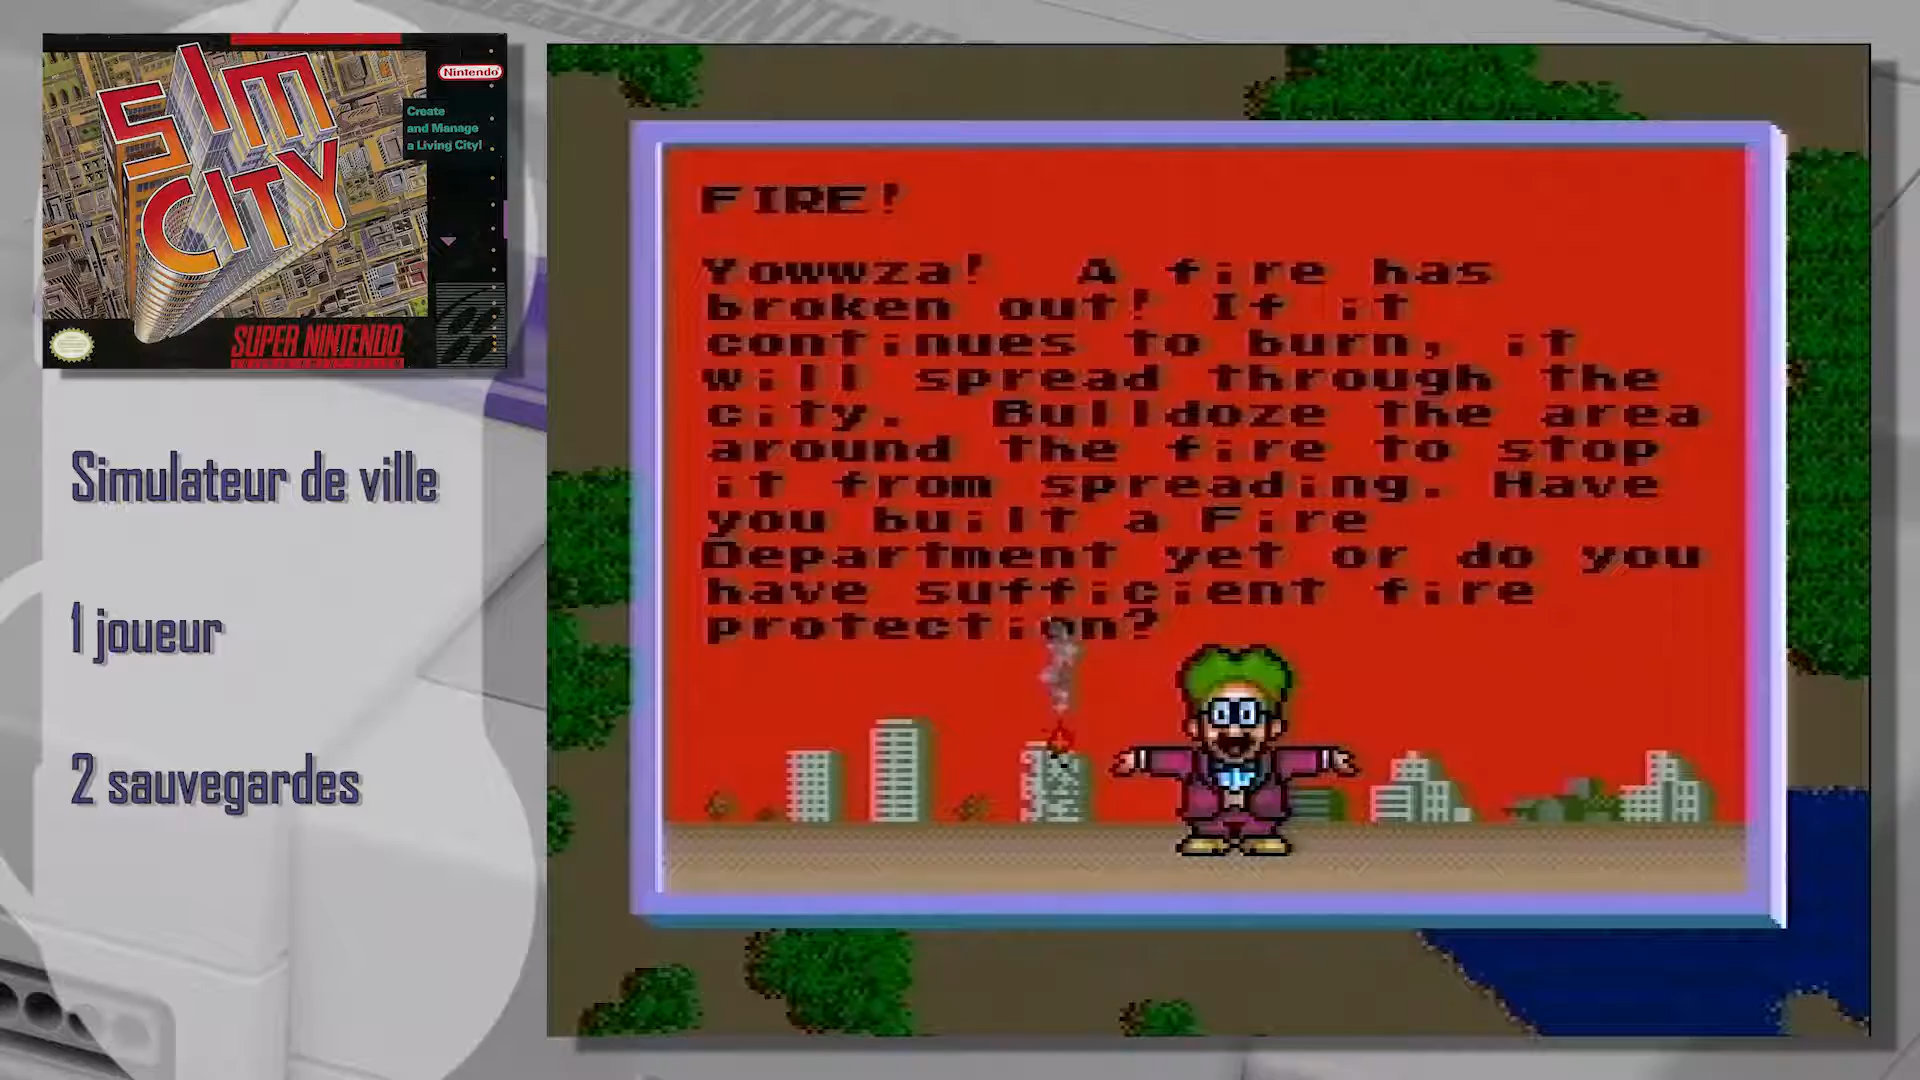 SIM
CITY
Nintendo
Create
and Manage
a Living City!
SUPER NINTENDO
Simulateur de ville
1 joueur
2 sauvegardes
FIRE!
Yowwza! A fire has
broken out! If it
continues to burn, it
will spread through the
city. Bulldoze the area
around the fire to stop
it from spreading. Have
you built a Fire
Department yet or do you
have sufficient fire
protection?